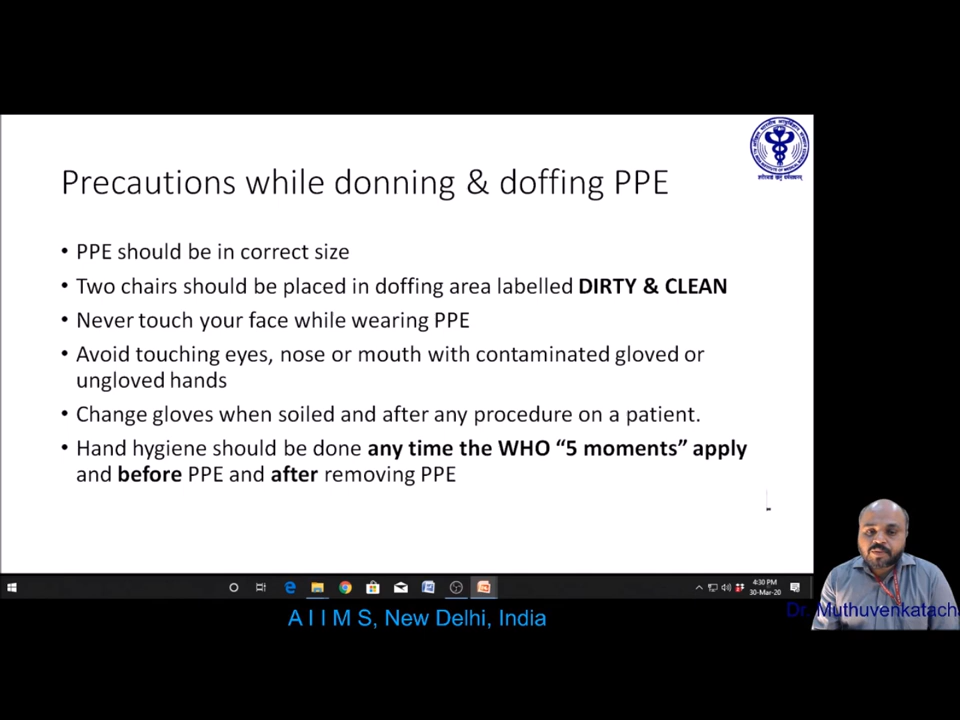 Precautions while donning & doffing PPE
• PPE should be in correct size
• Two chairs should be placed in doffing area labelled DIRTY & CLEAN
• Never touch your face while wearing PPE
• Avoid touching eyes, nose or mouth with contaminated gloved or
ungloved hands
• Change gloves when soiled and after any procedure on a patient.
• Hand hygiene should be done any time the WHO “5 moments” apply
and before PPE and after removing PPE
4:30 PM
30-Mar-20
Dr. Muthuvenkatach
A I I M S, New Delhi, India